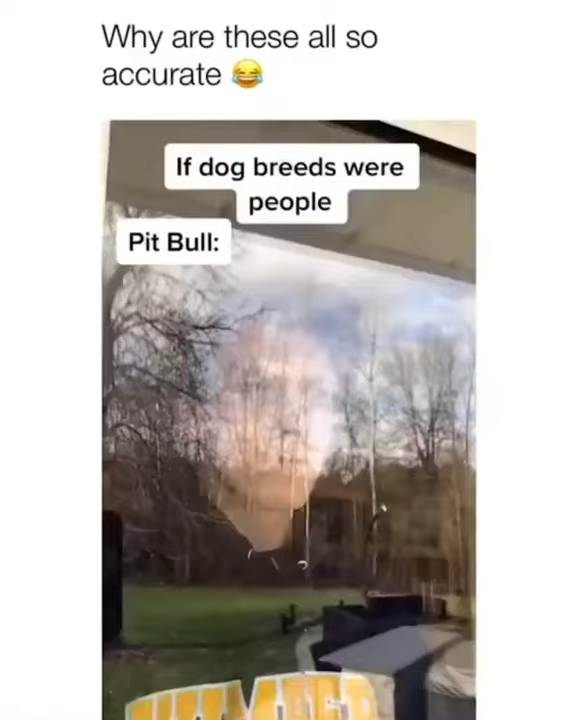 Why are these all so
accurate 😂
If dog breeds were
people
Pit Bull: